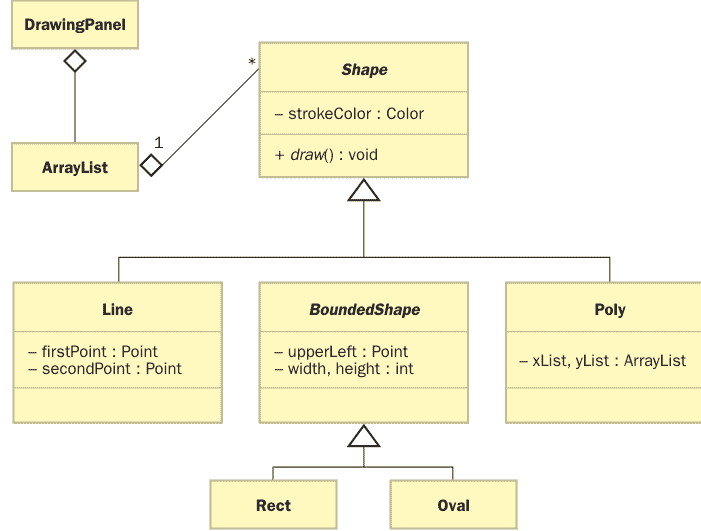 DrawingPanel
*
Shape
– strokeColor : Color
+ draw() : void
1
ArrayList
Line
– firstPoint : Point
– secondPoint : Point
BoundedShape
– upperLeft : Point
– width, height : int
Poly
– xList, yList : ArrayList
Rect
Oval